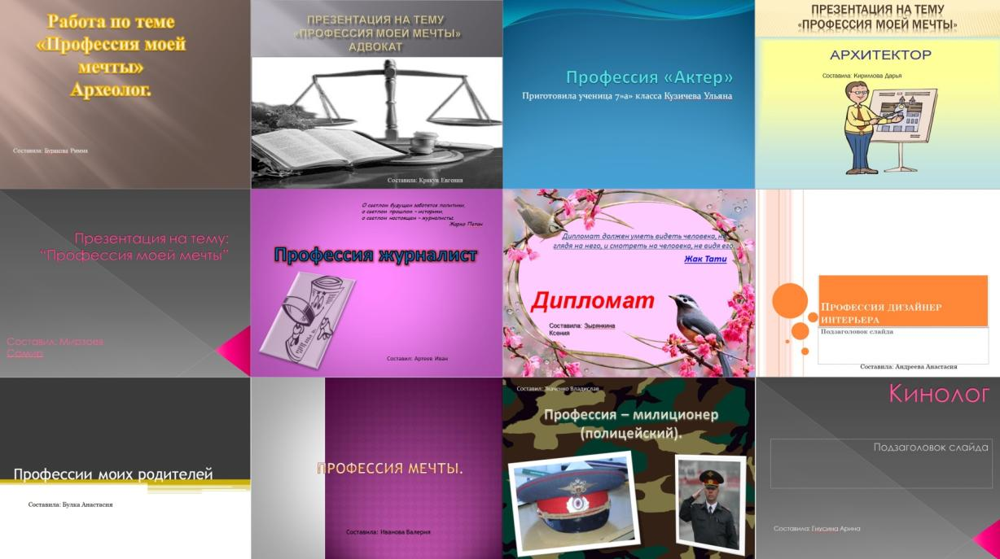 Работа по теме
«Профессия моей
мечты»
Археолог.
Составила: Буракова Римма
ПРЕЗЕНТАЦИЯ НА ТЕМУ
«ПРОФЕССИЯ МОЕЙ МЕЧТЫ»
АДВОКАТ
Составила: Крикун Евгения
Профессия «Актер»
Приготовила ученица 7»а» класса Кузичева Ульяна
ПРЕЗЕНТАЦИЯ НА ТЕМУ
«ПРОФЕССИЯ МОЕЙ МЕЧТЫ»
АРХИТЕКТОР
Составила: Кириллова Дарья
Презентация на тему:
"Профессия моей мечты"
Составил: Мирзоев
Самир
О светлом будущем заботятся политики,
о светлом прошлом – историки,
о светлом настоящем – журналисты.
Жарко Петан
Профессия журналист
Составил: Артеев Иван
Дипломат должен уметь видеть человека, не
глядя на него, и смотреть на человека, не видя его.
Жак Тати
Дипломат
Составила: Зырянкина
Ксения
Профессия дизайнер
интерьера
Подзаголовок слайда
Составила: Андреева Анастасия
Профессии моих родителей
Составила: Булка Анастасия
ПРОФЕССИЯ МЕЧТЫ.
Составила: Иванова Валерия
Составил: Ткаченко Владислав
Профессия – милиционер
(полицейский).
Кинолог
Подзаголовок слайда
Составила: Гнусина Арина